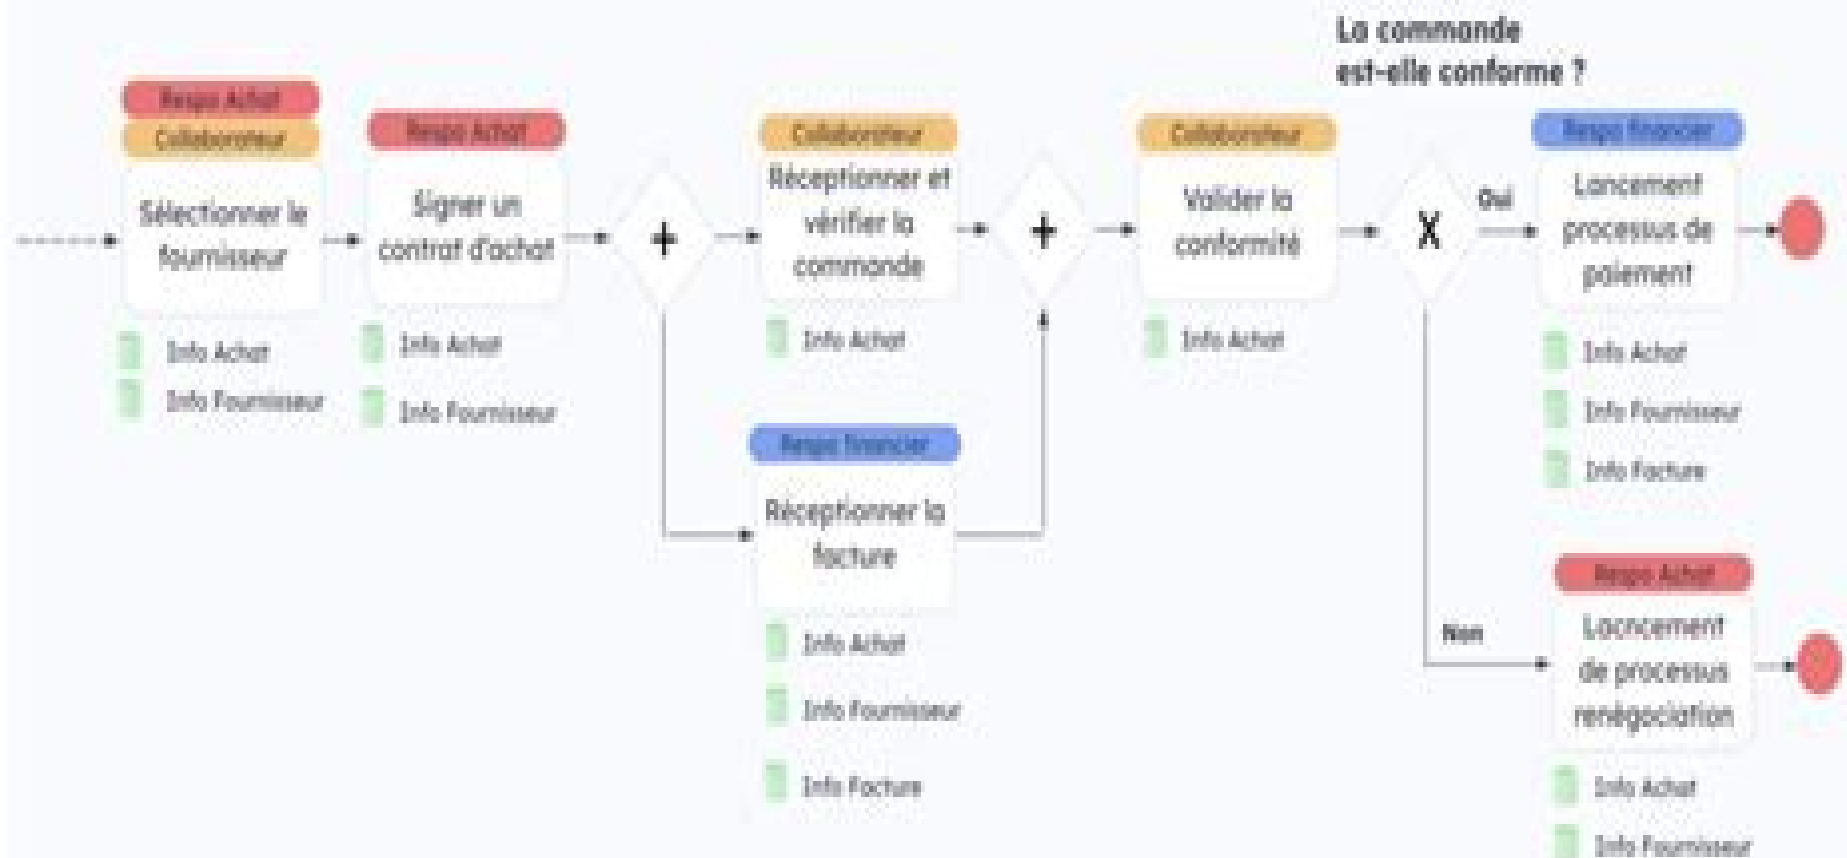 La commande
est-elle conforme ?
Respo Achat
Collaborateur
Sélectionner le
fournisseur
Info Achat
Info Fournisseur
Respo Achat
Signer un
contrat d'achat
Info Achat
Info Fournisseur
+
Collaborateur
Réceptionner et
vérifier la
commande
Info Achat
Respo financier
Réceptionner la
facture
Info Achat
Info Fournisseur
Info Facture
+
Collaborateur
Valider la
conformité
Info Achat
X
Oui
Respo financier
Lancement
processus de
paiement
Info Achat
Info Fournisseur
Info Facture
Non
Respo Achat
Lacncement
de processus
renégociation
Info Achat
Info Fournisseur